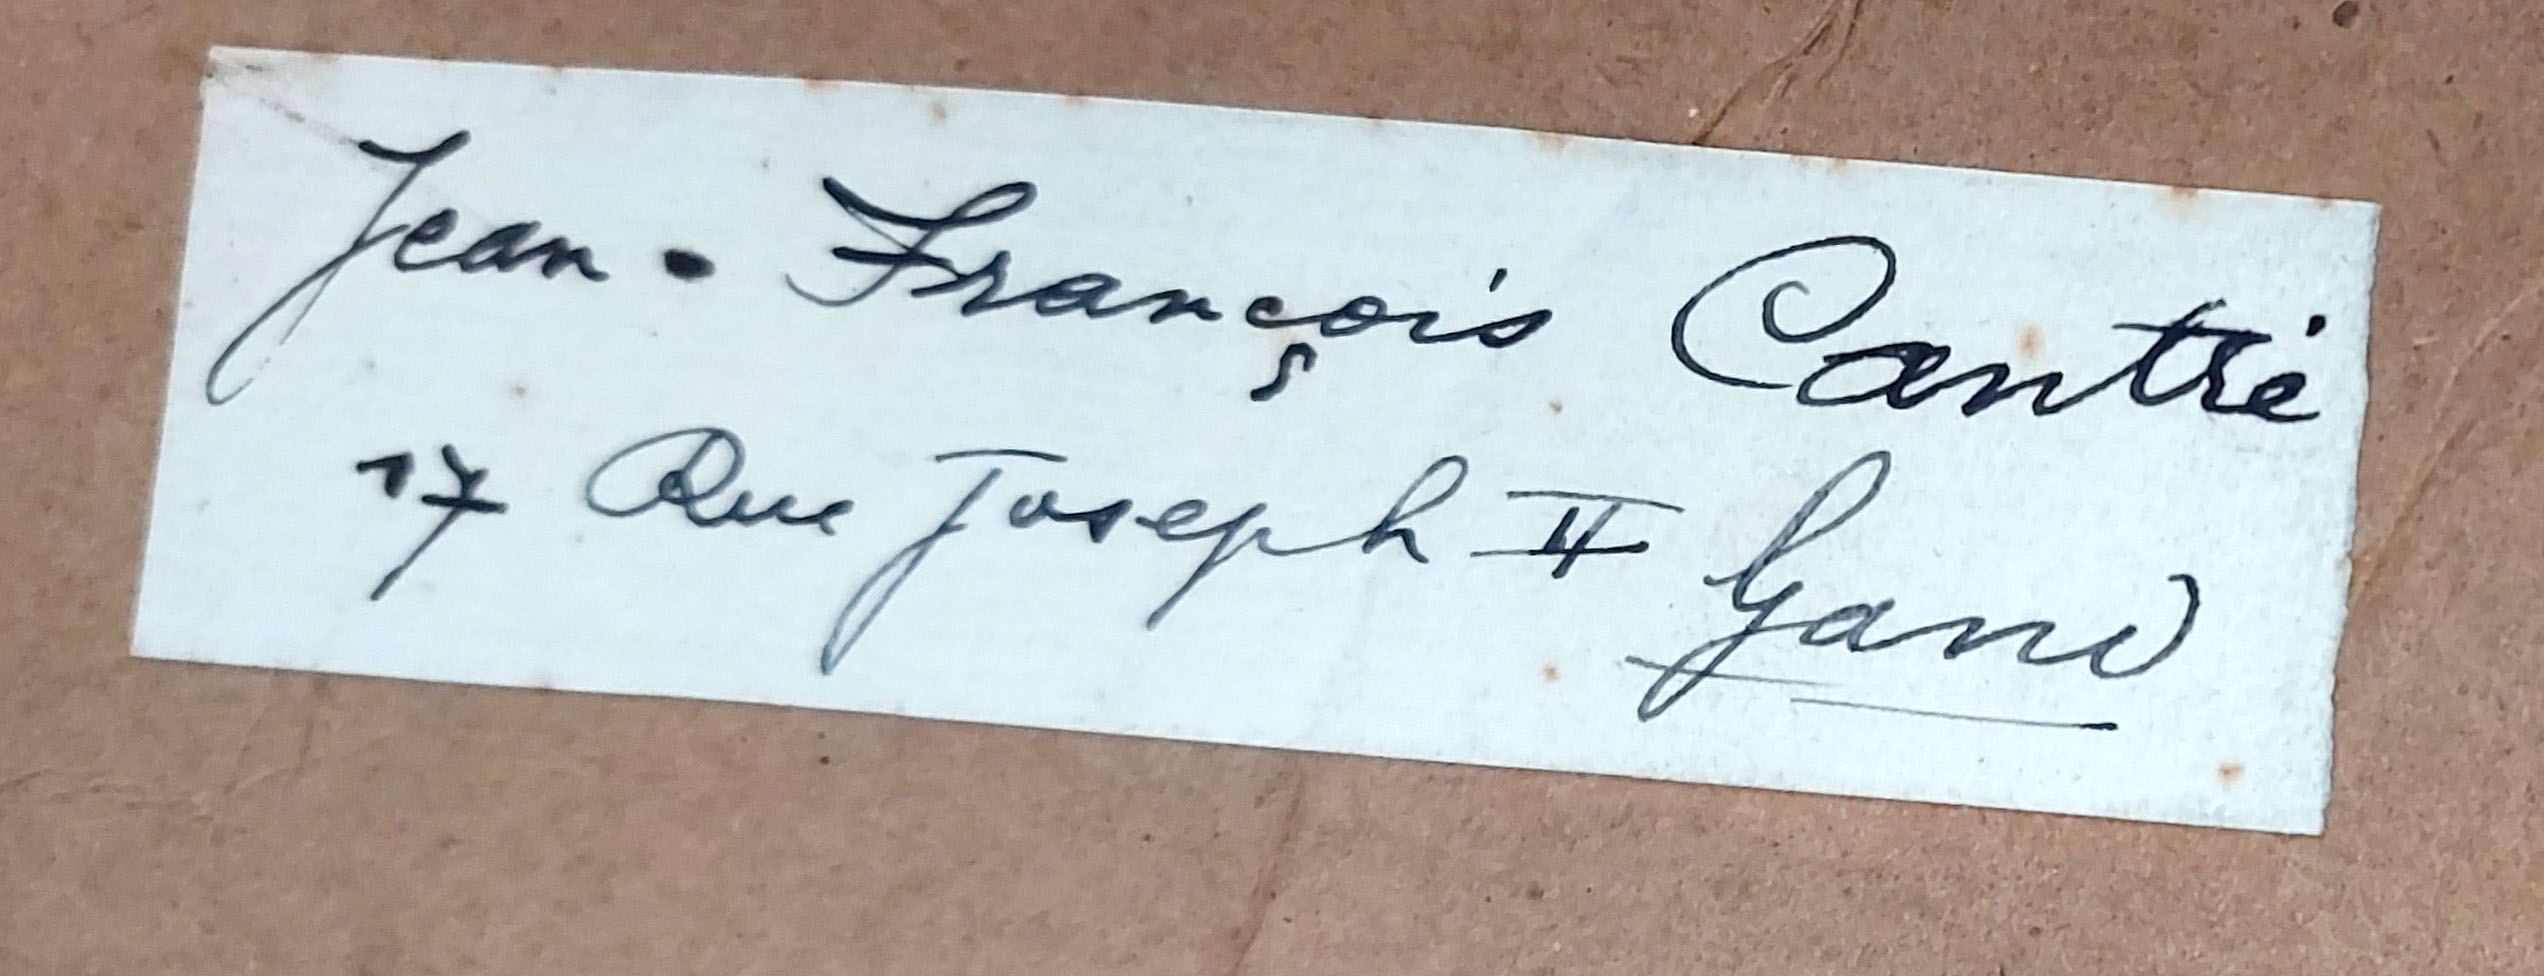 Jean-François Cantré
17 Rue Joseph II Gand